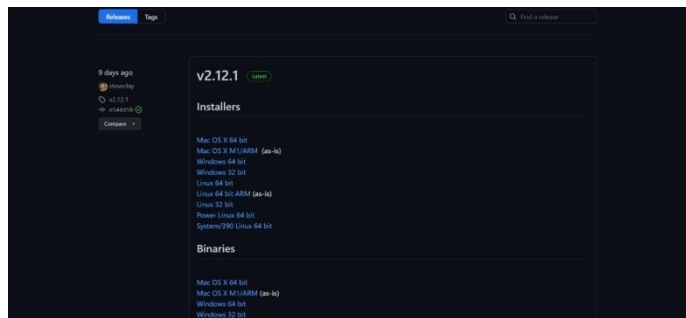 Releases Tags
Find a release
9 days ago
v2.12.1
Compare
v2.12.1 Latest
Installers
Mac OS X 64 bit
Mac OS X M1/ARM (as-is)
Windows 64 bit
Windows 32 bit
Linux 64 bit
Linux 64 bit ARM (as-is)
Linux 32 bit
Power Linux 64 bit
System/390 Linux 64 bit
Binaries
Mac OS X 64 bit
Mac OS X M1/ARM (as-is)
Windows 64 bit
Windows 32 bit